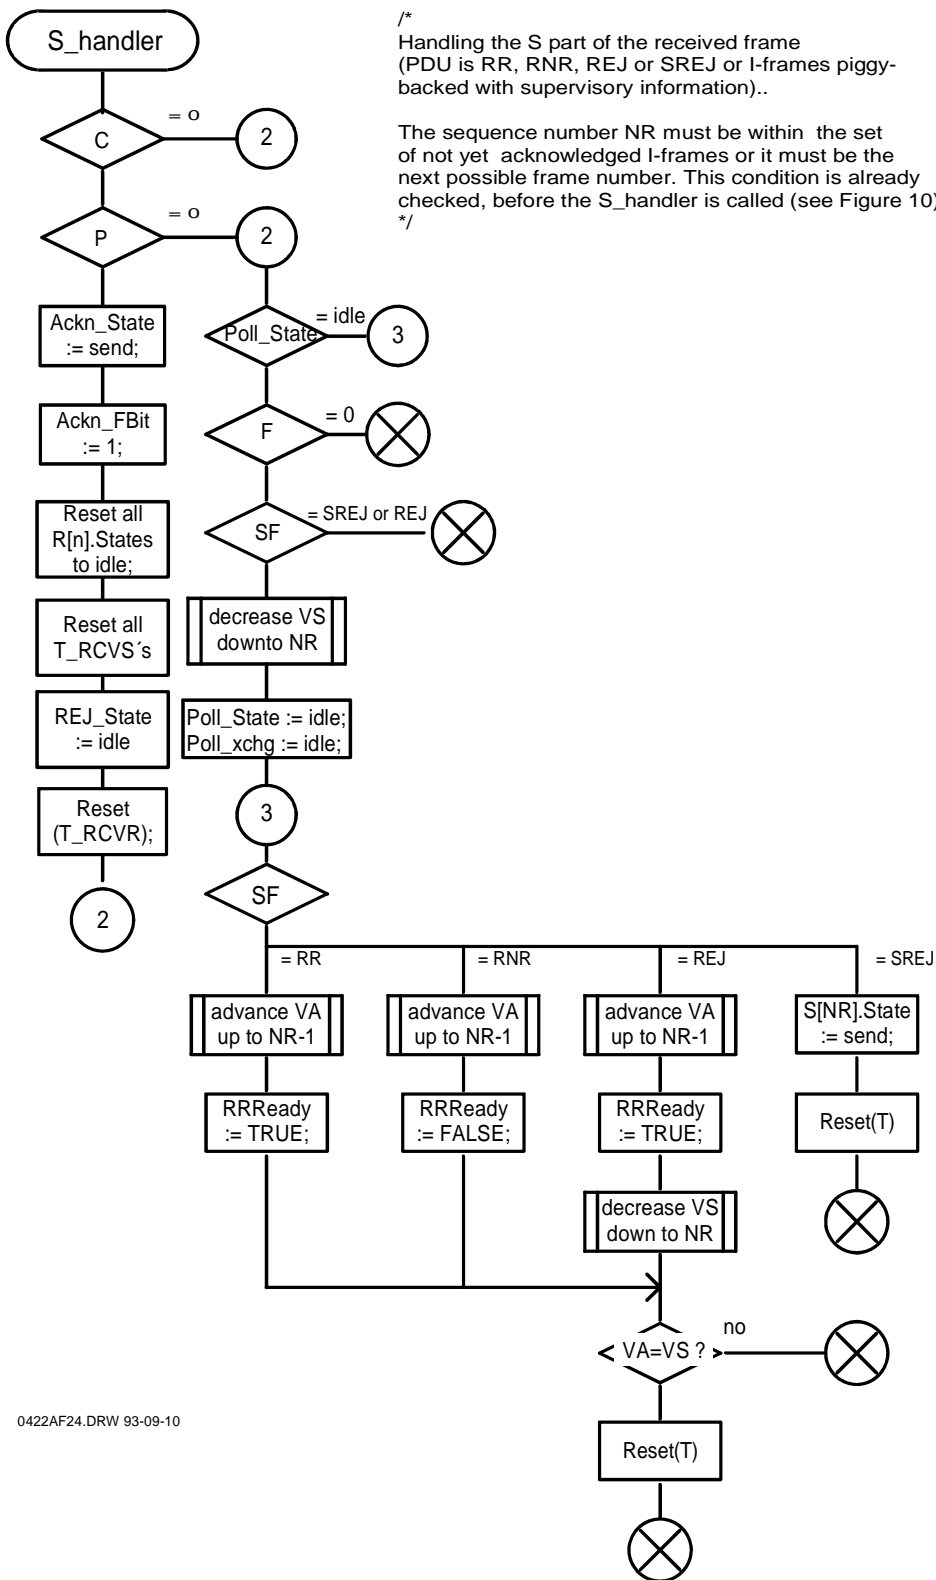 S_handler
/*
Handling the S part of the received frame
(PDU is RR, RNR, REJ or SREJ or I-frames piggy-
backed with supervisory information)..
The sequence number NR must be within the set
of not yet acknowledged I-frames or it must be the
next possible frame number. This condition is already
checked, before the S_handler is called (see Figure 10)
*/
C
= 0
2
P
= 0
2
Ackn_State
:= send;
Ackn_FBit
:= 1;
Reset all
R[n].States
to idle;
Reset all
T_RCVS´s
REJ_State
:= idle
Reset
(T_RCVR);
2
Poll_State
= idle
3
F
= 0
SF
= SREJ or REJ
decrease VS
downto NR
Poll_State := idle;
Poll_xchg := idle;
3
SF
= RR
= RNR
= REJ
= SREJ
advance VA
up to NR-1
advance VA
up to NR-1
advance VA
up to NR-1
S[NR].State
:= send;
RRReady
:= TRUE;
RRReady
:= FALSE;
RRReady
:= TRUE;
Reset(T)
decrease VS
down to NR
VA=VS ?
no
Reset(T)
0422AF24.DRW 93-09-10